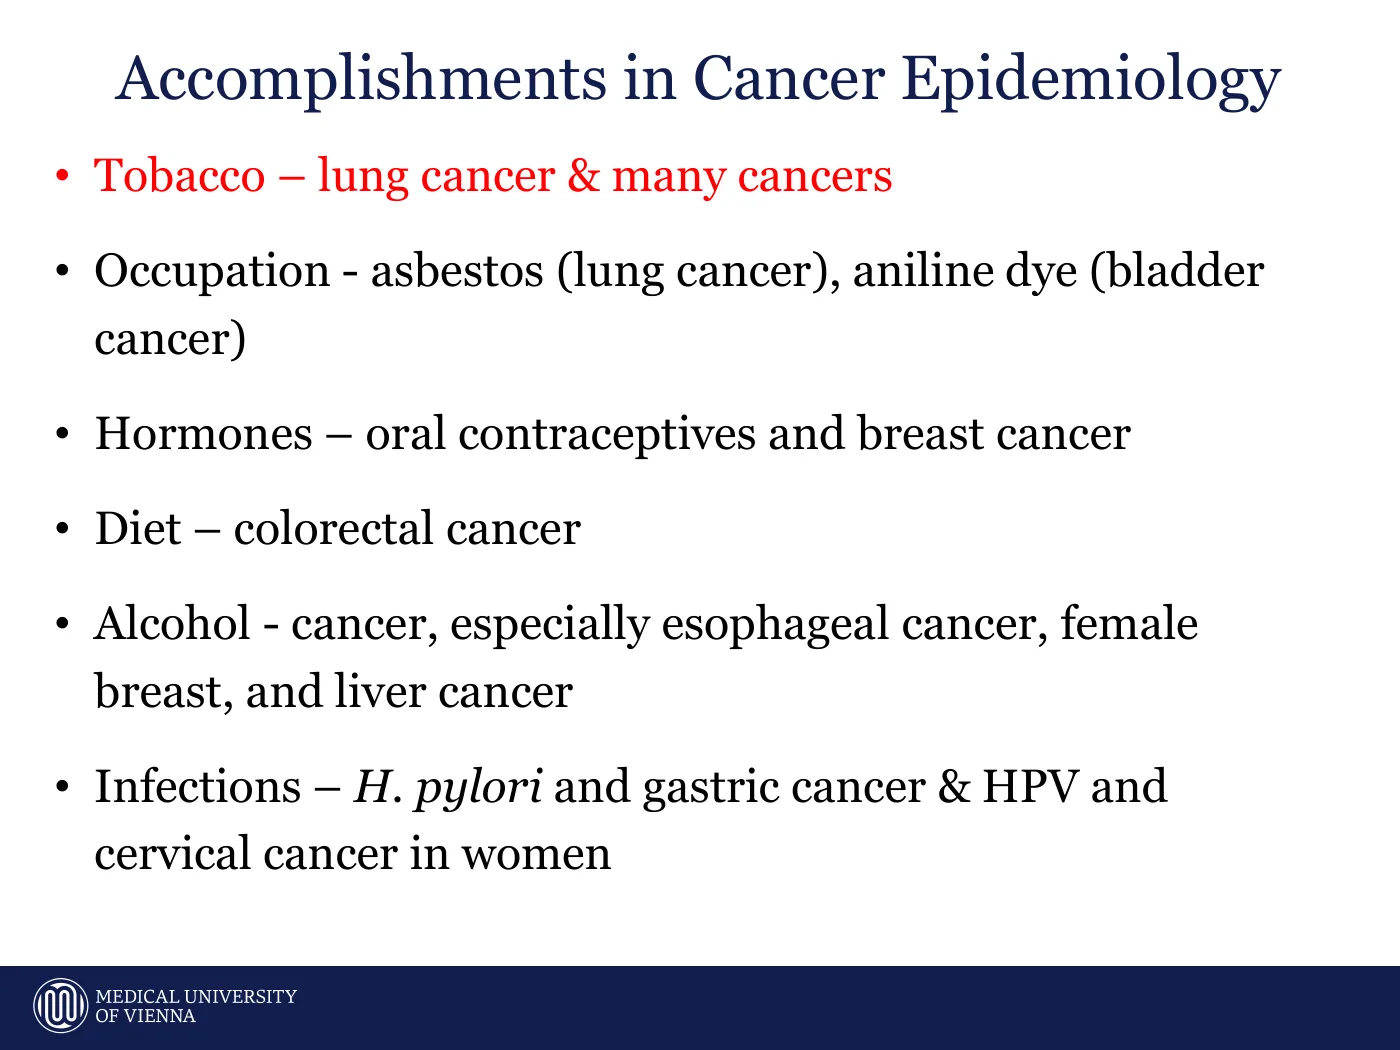 Accomplishments in Cancer Epidemiology
• Tobacco – lung cancer & many cancers
• Occupation - asbestos (lung cancer), aniline dye (bladder
cancer)
• Hormones – oral contraceptives and breast cancer
• Diet – colorectal cancer
• Alcohol - cancer, especially esophageal cancer, female
breast, and liver cancer
• Infections – H. pylori and gastric cancer & HPV and
cervical cancer in women
MEDICAL UNIVERSITY
OF VIENNA